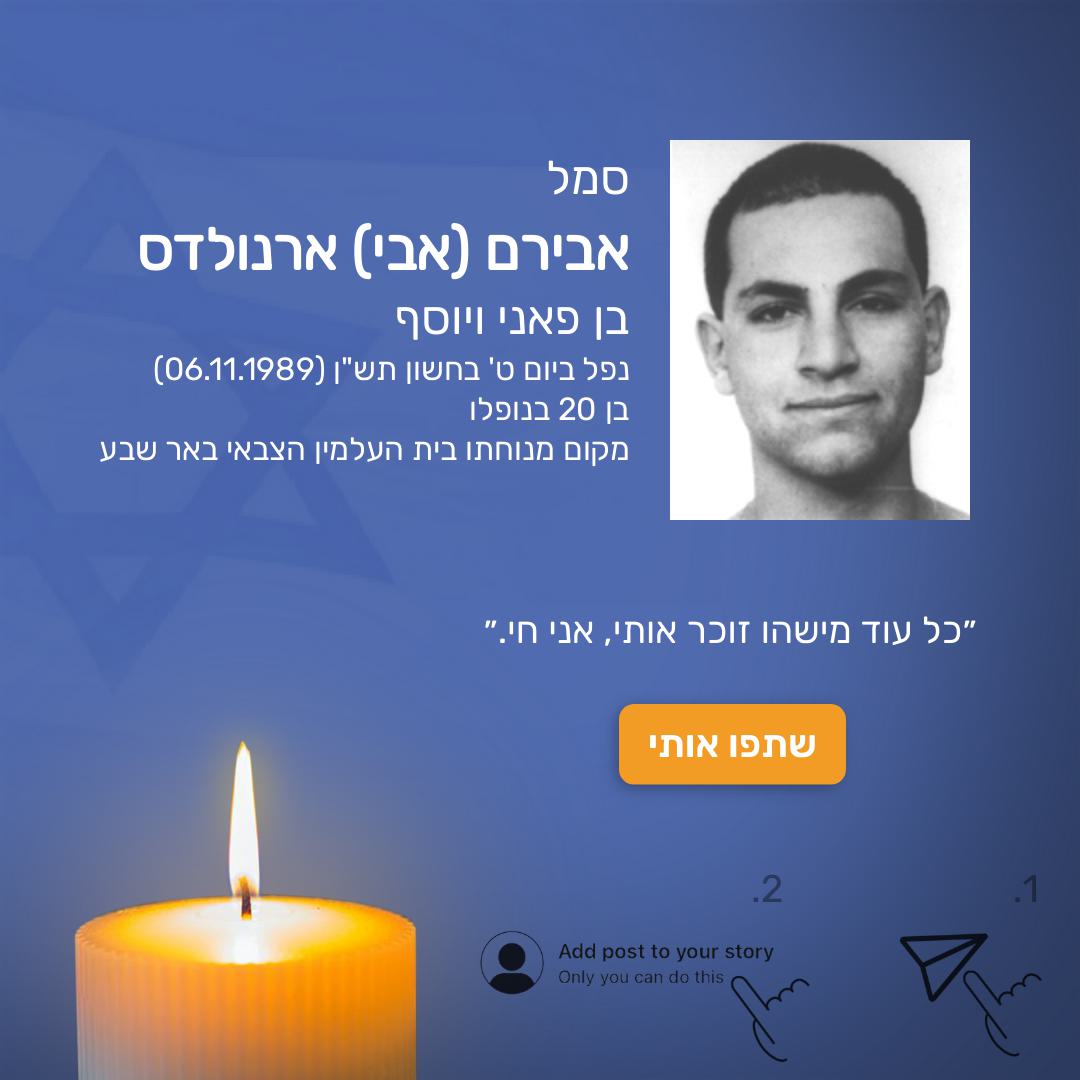 סמל
אבירם (אבי) ארנולדס
בן פאני ויוסף
נפל ביום ט' בחשון תש"ן (06.11.1989)
בן 20 בנופלו
מקום מנוחתו בית העלמין הצבאי באר שבע
״כל עוד מישהו זוכר אותי, אני חי.״
שתפו אותי
1.
2.
Add post to your story
Only you can do this